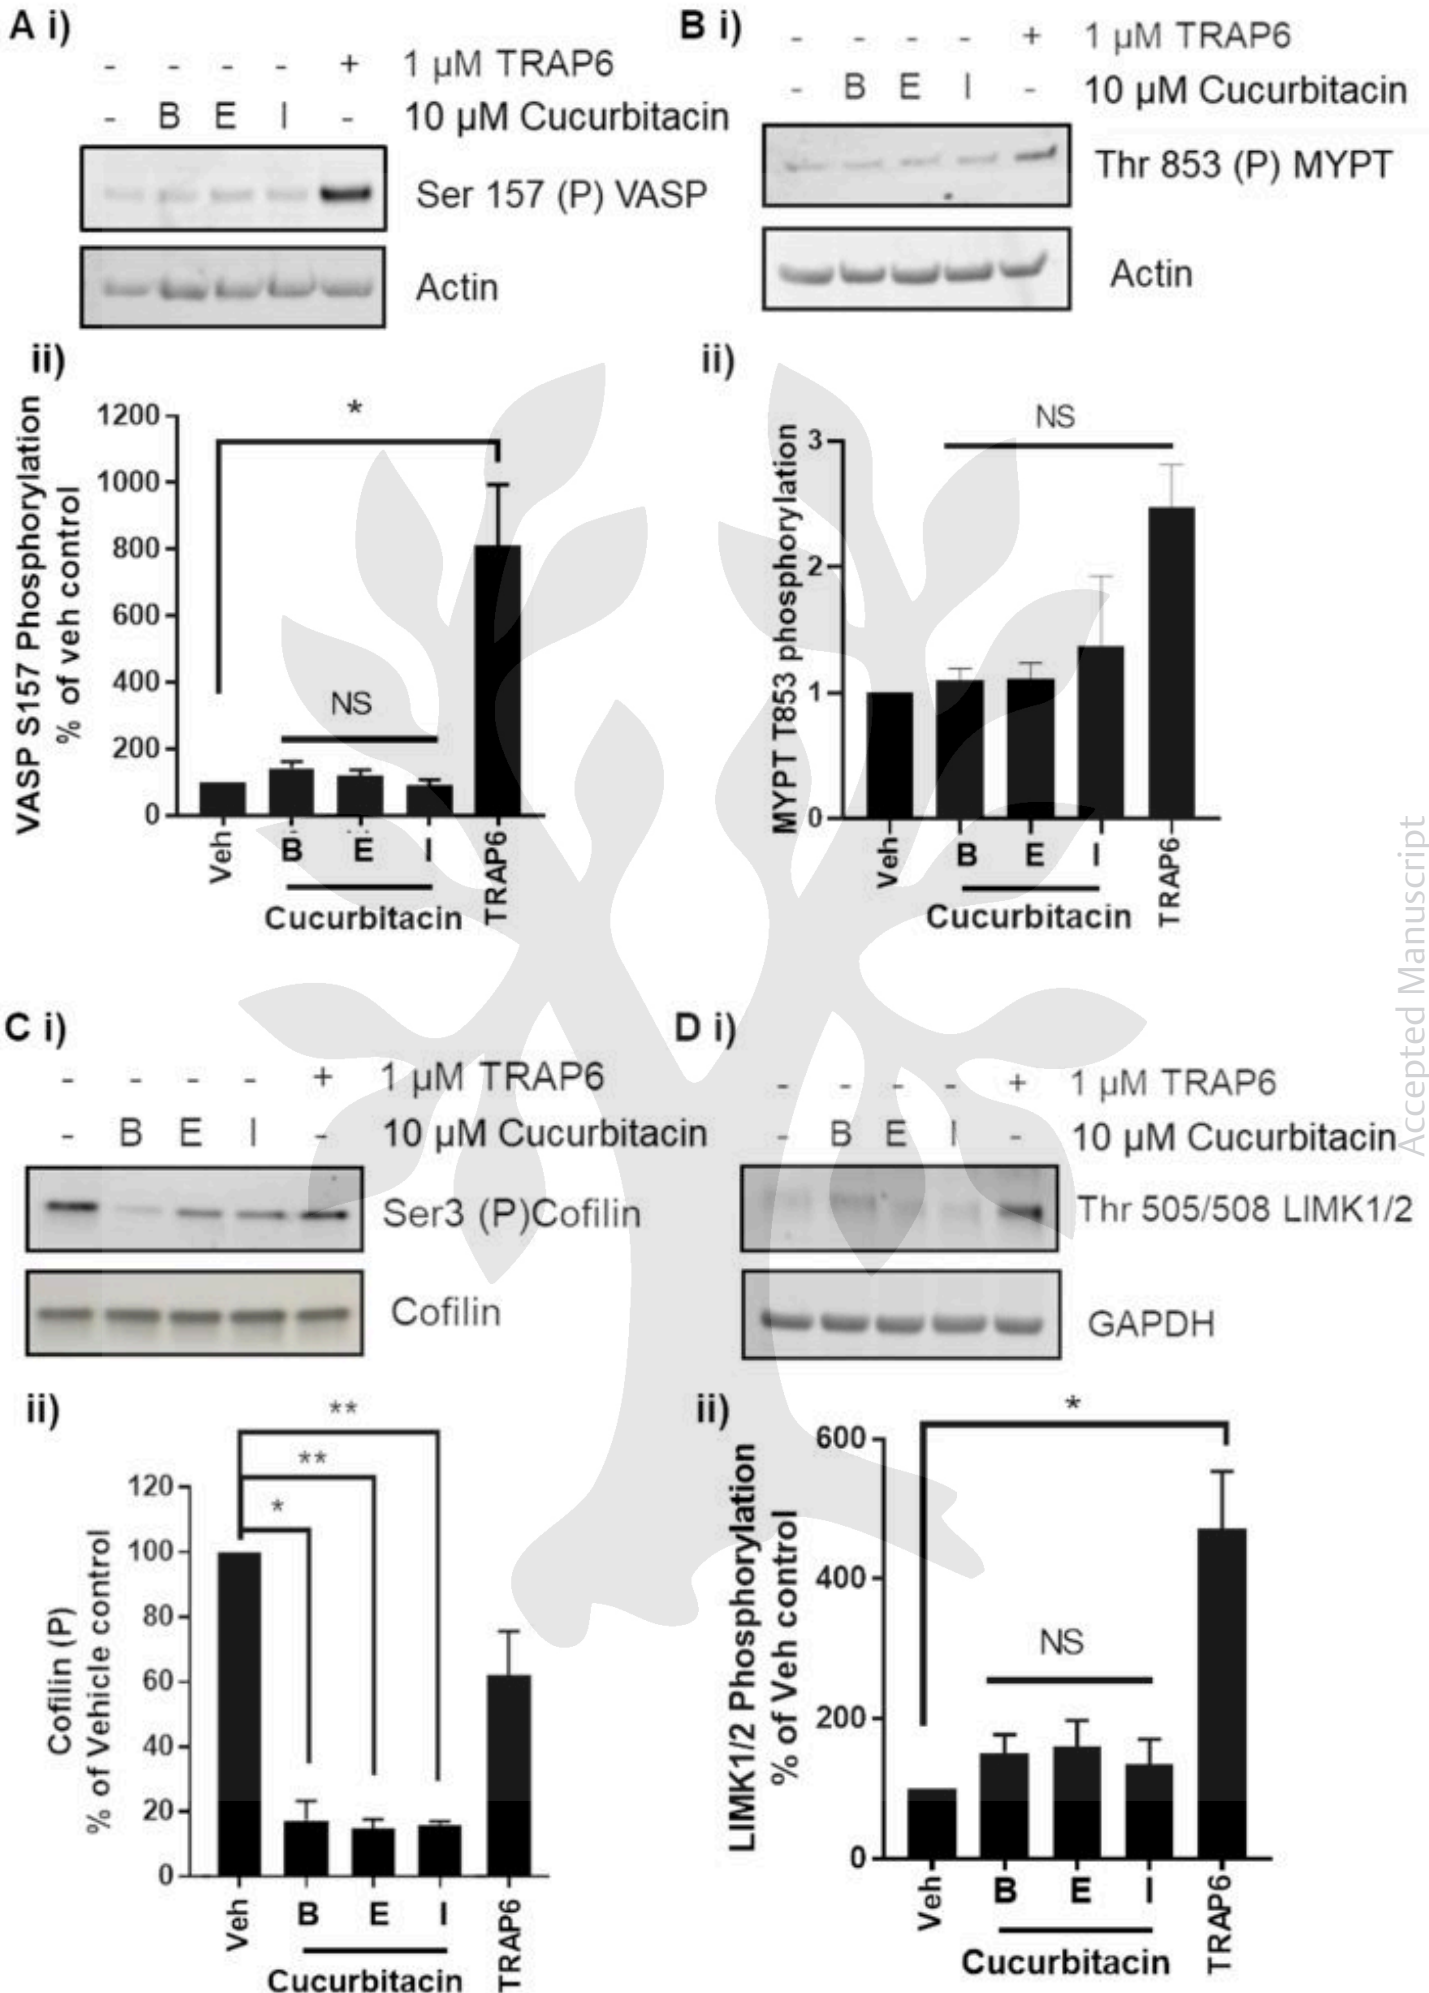 A i)
- - - - + 1 µM TRAP6
- B E I - 10 µM Cucurbitacin
Ser 157 (P) VASP
Actin
ii)
VASP S157 Phosphorylation
% of veh control
1200
1000
800
600
400
200
0
*
NS
Veh
B
E
I
TRAP6
Cucurbitacin
B i)
- - - - + 1 µM TRAP6
- B E I - 10 µM Cucurbitacin
Thr 853 (P) MYPT
Actin
ii)
MYPT T853 phosphorylation
3
2
1
0
NS
Veh
B
E
I
TRAP6
Cucurbitacin
C i)
- - - - + 1 µM TRAP6
- B E I - 10 µM Cucurbitacin
Ser3 (P)Cofilin
Cofilin
ii)
Cofilin (P)
% of Vehicle control
120
100
80
60
40
20
0
**
**
*
Veh
B
E
I
TRAP6
Cucurbitacin
D i)
- - - - + 1 µM TRAP6
- B E I - 10 µM Cucurbitacin
Thr 505/508 LIMK1/2
GAPDH
ii)
LIMK1/2 Phosphorylation
% of Veh control
600
400
200
0
*
NS
Veh
B
E
I
TRAP6
Cucurbitacin
Accepted Manuscript